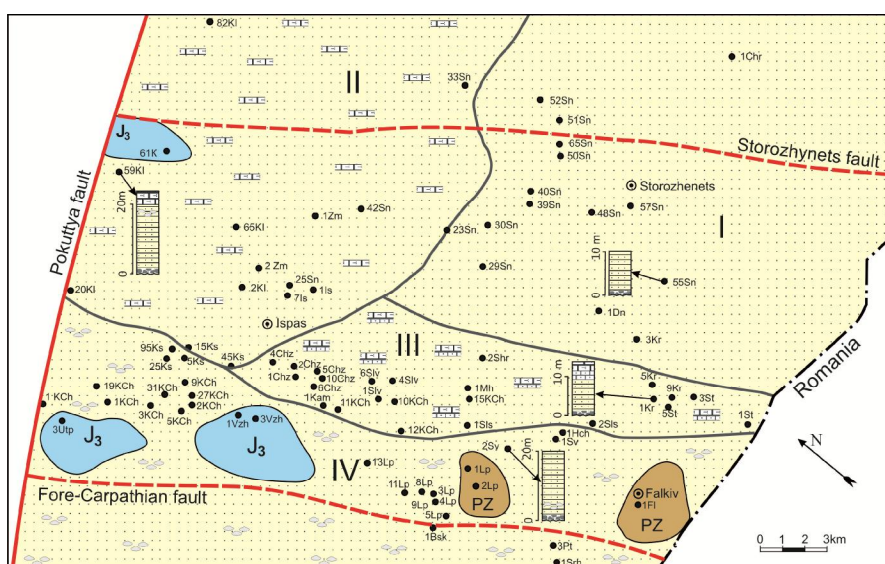 82Kl
1Chr
II
33Sn
52Sn
51Sn
65Sn
50Sn
Storozhynets fault
J3
61K
59Kl
20m
0
Pokuttya fault
40Sn
39Sn
Storozhenets
57Sn
48Sn
I
42Sn
1Zm
65Kl
30Sn
23Sn
29Sn
2 Zm
25Sn
2Kl
7Is
1Is
20Kl
10 m
0
55Sn
1Dn
Ispas
3Kr
III
95Ks
15Ks
25Ks
5Ks
45Ks
4Chz
2Chz
5Chz
1Chz
10Chz
6Chz
6Slv
4Slv
1Slv
2Shr
1Mh
15KCh
10 m
0
5Kr
9Kr
3St
1Kr
5St
1St
Romania
19KCh
9KCh
31KCh
27KCh
1 KCh
1KCh
3KCh
2KCh
5KCh
1Kam
11KCh
10KCh
12KCh
1Sls
2Sls
1Hch
1Sv
2Sv
3Utp
J3
1Vzh
3Vzh
J3
IV
13Lp
1Lp
2Lp
PZ
20m
0
Falkiv
1Fl
PZ
N
Fore-Carpathian fault
11Lp
8Lp
3Lp
4Lp
9Lp
5Lp
1Bsk
3Pt
1Srh
0 1 2 3km